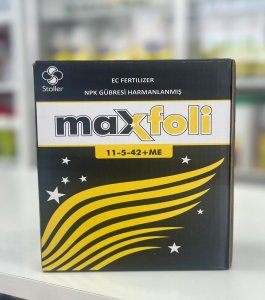 Stoller
EC FERTILIZER
NPK GÜBRESİ HARMANLANMIŞ
maxfoli
11-5-42+ME